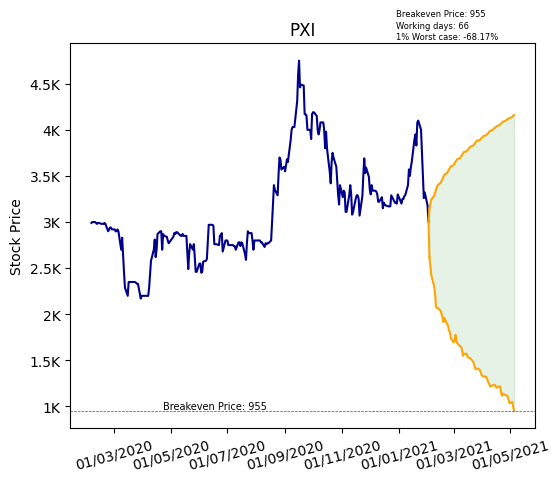 Breakeven Price: 955
Working days: 66
1% Worst case: -68.17%
PXI
Stock Price
4.5K
4K
3.5K
3K
2.5K
2K
1.5K
1K
Breakeven Price: 955
01/03/2020
01/05/2020
01/07/2020
01/09/2020
01/11/2020
01/01/2021
01/03/2021
01/05/2021